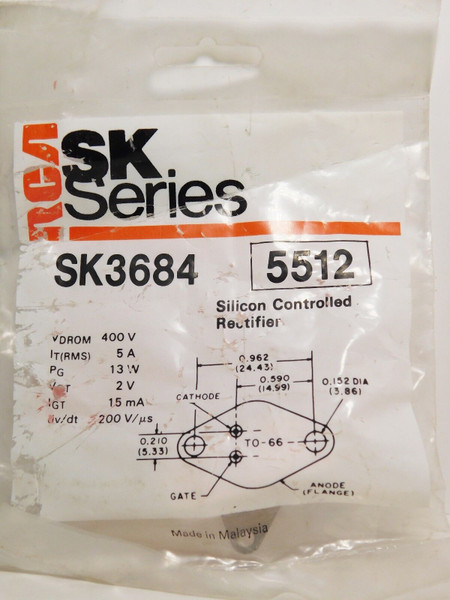 RCA
SK
Series
SK3684 5512
Silicon Controlled
Rectifier
VDROM 400 V
IT(RMS) 5 A
PG 13 W
VGT 2 V
IGT 15 mA
dv/dt 200 V/µs
0.962
(24.43)
0.590
(14.99)
0.152 DIA
(3.86)
CATHODE
0.210
(5.33)
TO-66
GATE
ANODE
(FLANGE)
Made in Malaysia